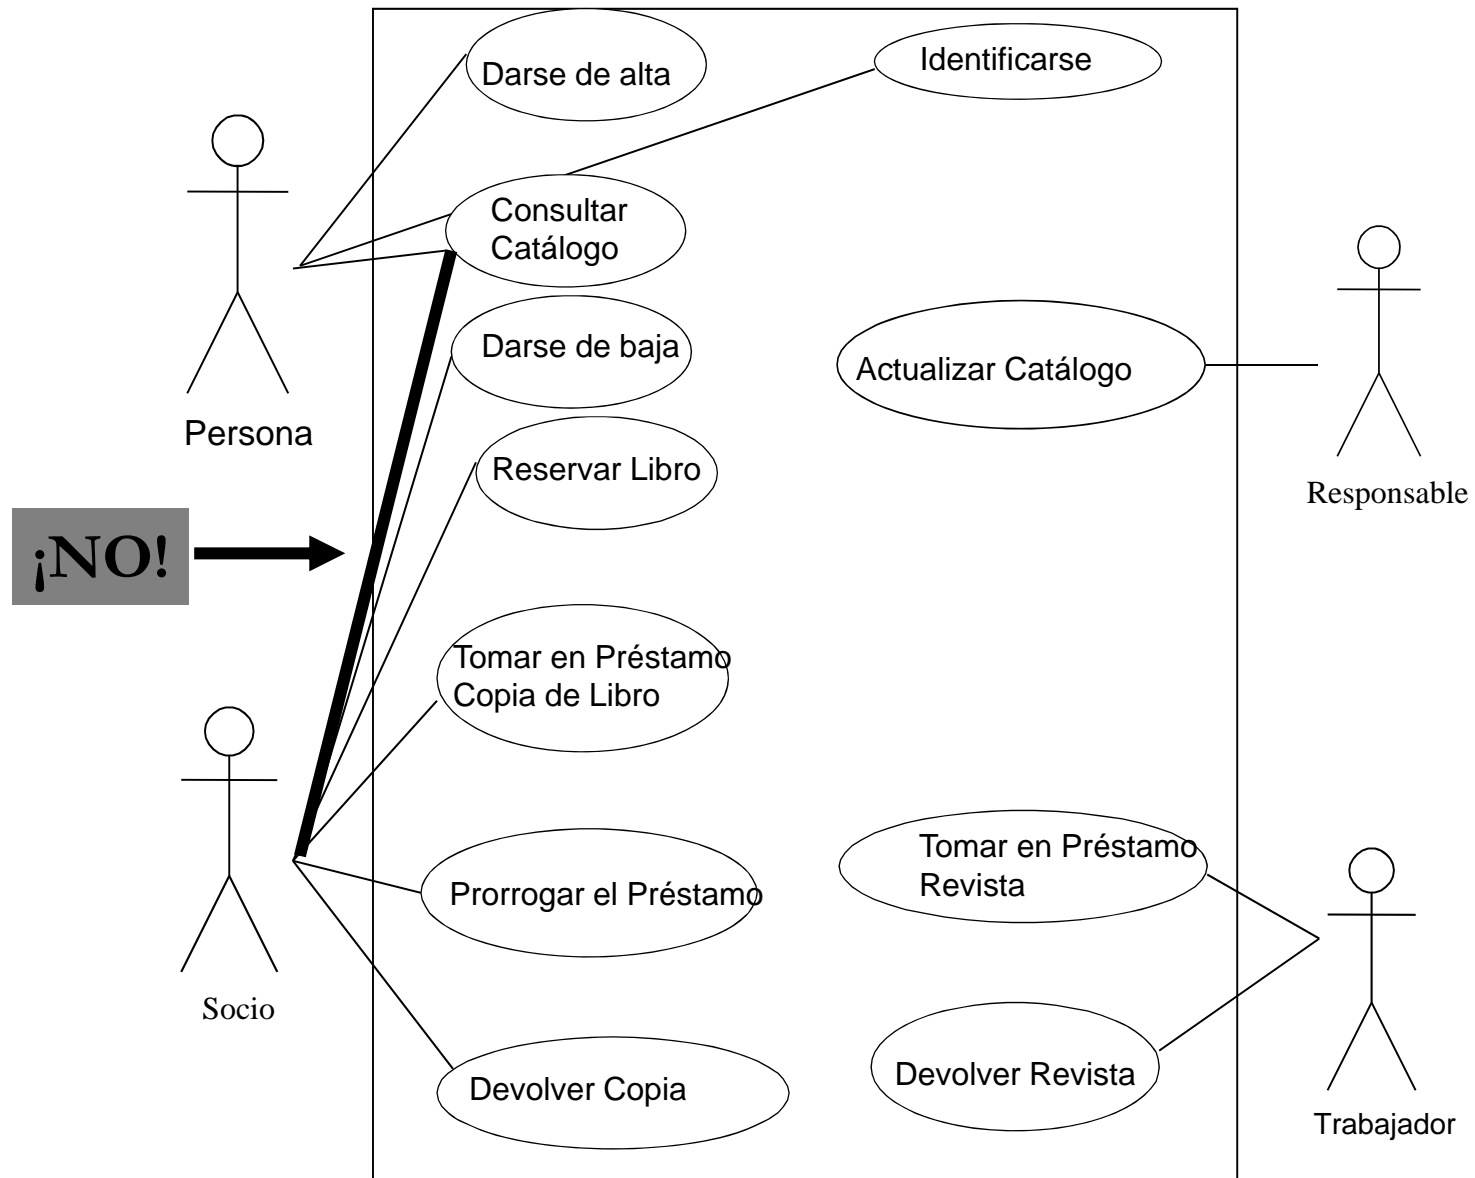 Darse de alta
Identificarse
Consultar
Catálogo
Darse de baja
Actualizar Catálogo
Persona
Reservar Libro
Responsable
¡NO!
Tomar en Préstamo
Copia de Libro
Tomar en Préstamo
Revista
Prorrogar el Préstamo
Socio
Devolver Copia
Devolver Revista
Trabajador